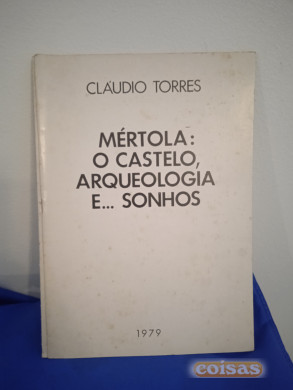 CLÁUDIO TORRES
MÉRTOLA:
O CASTELO,
ARQUEOLOGIA
E... SONHOS
1979
coisas